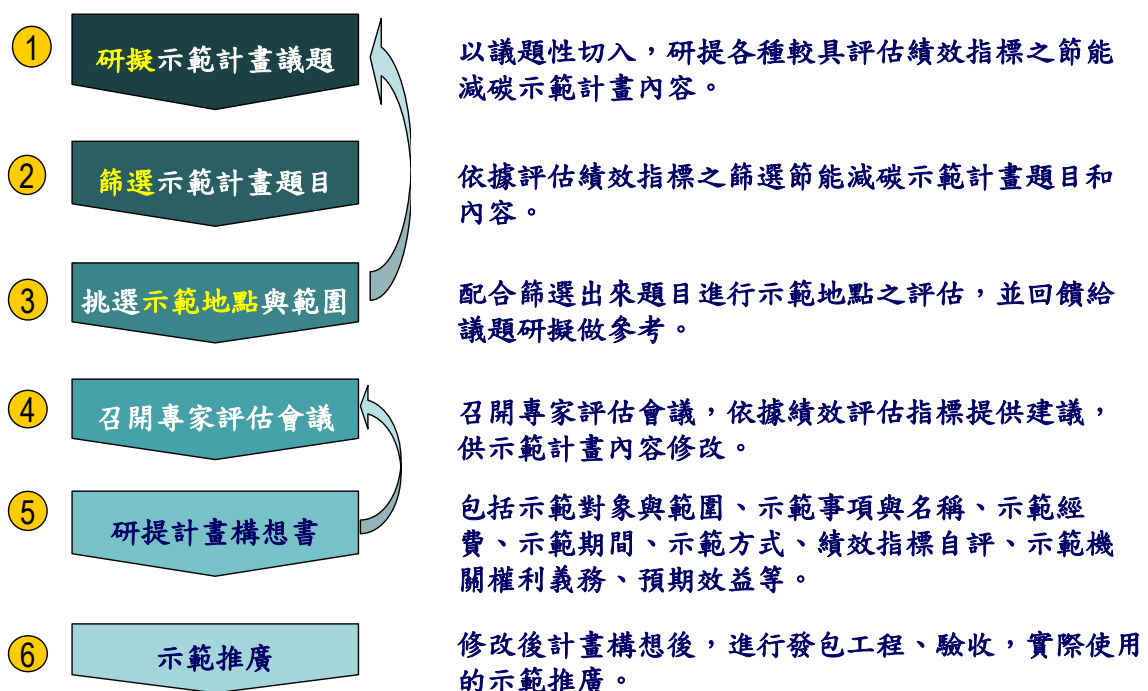 1
研擬示範計畫議題
以議題性切入，研提各種較具評估績效指標之節能
減碳示範計畫內容。
2
篩選示範計畫題目
依據評估績效指標之篩選節能減碳示範計畫題目和
內容。
3
挑選示範地點與範圍
配合篩選出來題目進行示範地點之評估，並回饋給
議題研擬做參考。
4
召開專家評估會議
召開專家評估會議，依據績效評估指標提供建議，
供示範計畫內容修改。
5
研提計畫構想書
包括示範對象與範圍、示範事項與名稱、示範經
費、示範期間、示範方式、績效指標自評、示範機
關權利義務、預期效益等。
6
示範推廣
修改後計畫構想後，進行發包工程、驗收，實際使用
的示範推廣。